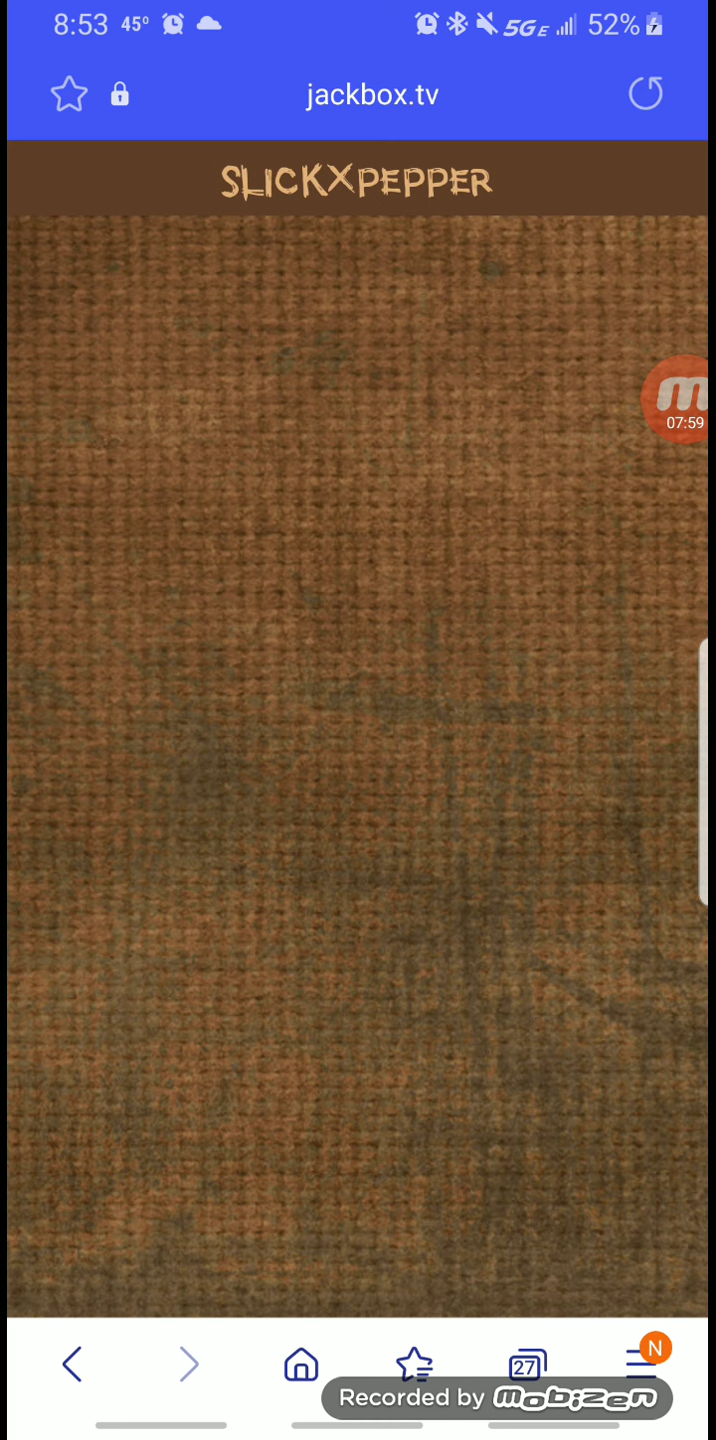 8:53 45° 5GE 52%
jackbox.tv
SLICKXPEPPER
m
07:59
N
27
Recorded by mobizen